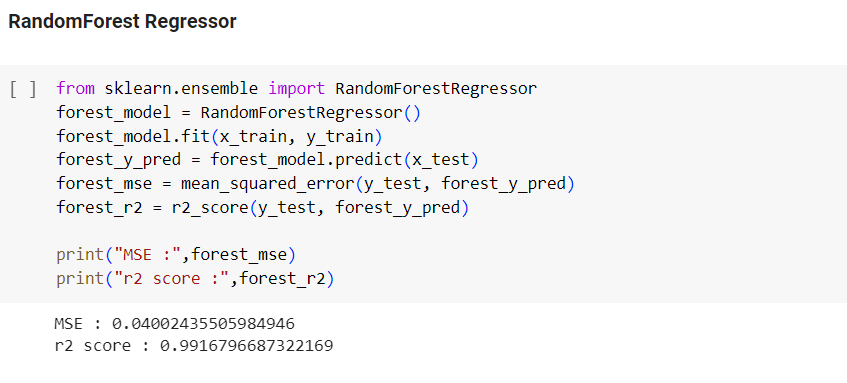 RandomForest Regressor
[ ] from sklearn.ensemble import RandomForestRegressor
forest_model = RandomForestRegressor()
forest_model.fit(x_train, y_train)
forest_y_pred = forest_model.predict(x_test)
forest_mse = mean_squared_error(y_test, forest_y_pred)
forest_r2 = r2_score(y_test, forest_y_pred)
print("MSE :",forest_mse)
print("r2 score :",forest_r2)
MSE : 0.04002435505984946
r2 score : 0.9916796687322169